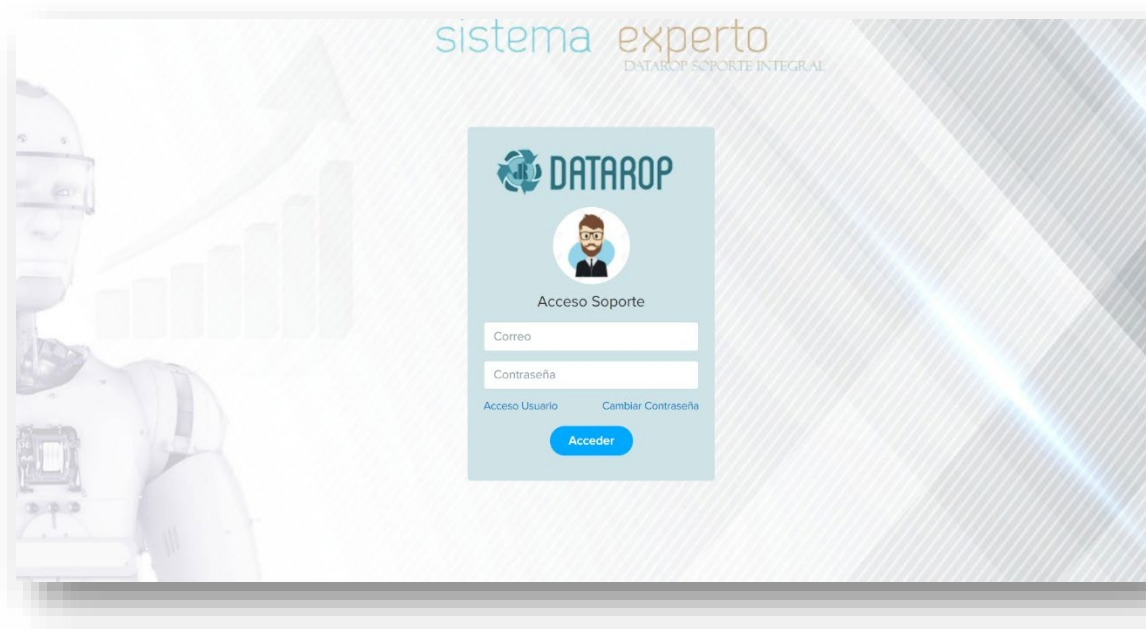 sistema experto
DATAROP SOPORTE INTEGRAL
DATAROP
Acceso Soporte
Correo
Contraseña
Acceso Usuario Cambiar Contraseña
Acceder